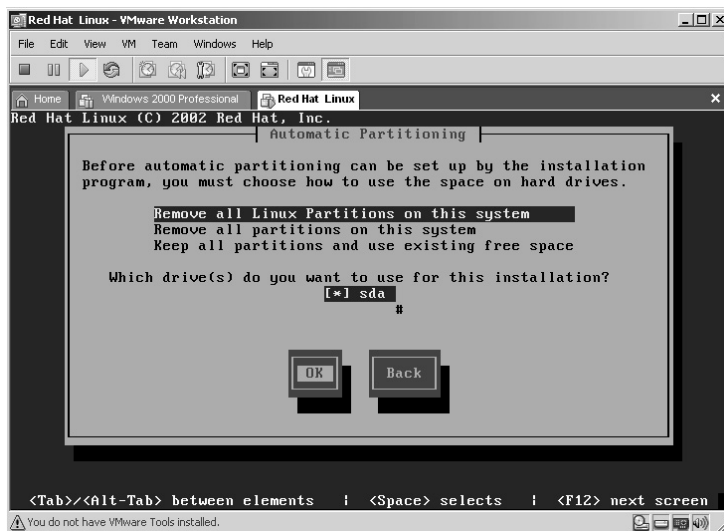 Red Hat Linux - VMware Workstation
File Edit View VM Team Windows Help
Home Windows 2000 Professional Red Hat Linux
Red Hat Linux (C) 2002 Red Hat, Inc.
Automatic Partitioning
Before automatic partitioning can be set up by the installation
program, you must choose how to use the space on hard drives.
Remove all Linux Partitions on this system
Remove all partitions on this system
Keep all partitions and use existing free space
Which drive(s) do you want to use for this installation?
[*] sda
#
OK Back
<Tab>/<Alt-Tab> between elements | <Space> selects | <F12> next screen
You do not have VMware Tools installed.